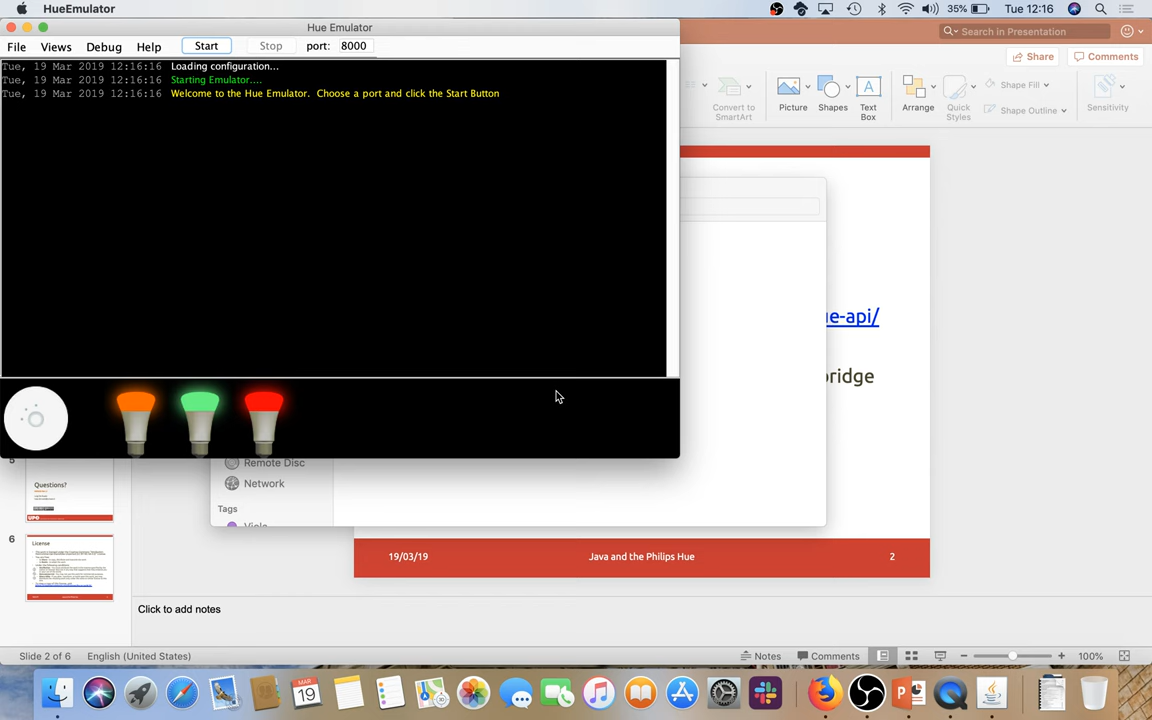 HueEmulator
35%
Tue 12:16
Hue Emulator
File Views Debug Help Start Stop port: 8000
Tue, 19 Mar 2019 12:16:16 Loading configuration...
Tue, 19 Mar 2019 12:16:16 Starting Emulator....
Tue, 19 Mar 2019 12:16:16 Welcome to the Hue Emulator. Choose a port and click the Start Button
Search in Presentation
Share Comments
Convert to
SmartArt
Picture
Shapes
Text
Box
Arrange
Quick
Styles
Shape Fill
Shape Outline
Sensitivity
e-api/
ridge
Remote Disc
Network
Tags
Viola
5
Questions?
UPO
6
License
19/03/19 Java and the Philips Hue 2
Click to add notes
Slide 2 of 6 English (United States) Notes Comments 100%
MAR
19